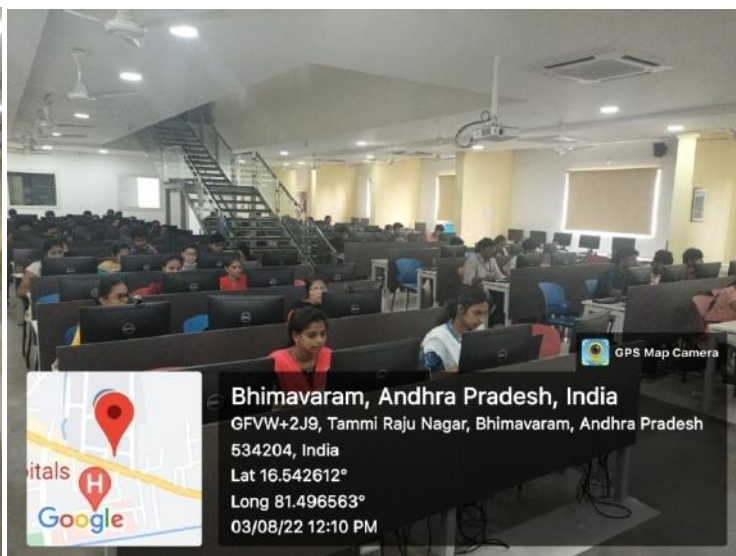 GPS Map Camera
Bhimavaram, Andhra Pradesh, India
GFVW+2J9, Tammi Raju Nagar, Bhimavaram, Andhra Pradesh
534204, India
Lat 16.542612°
Long 81.496563°
03/08/22 12:10 PM
itals
H
Google